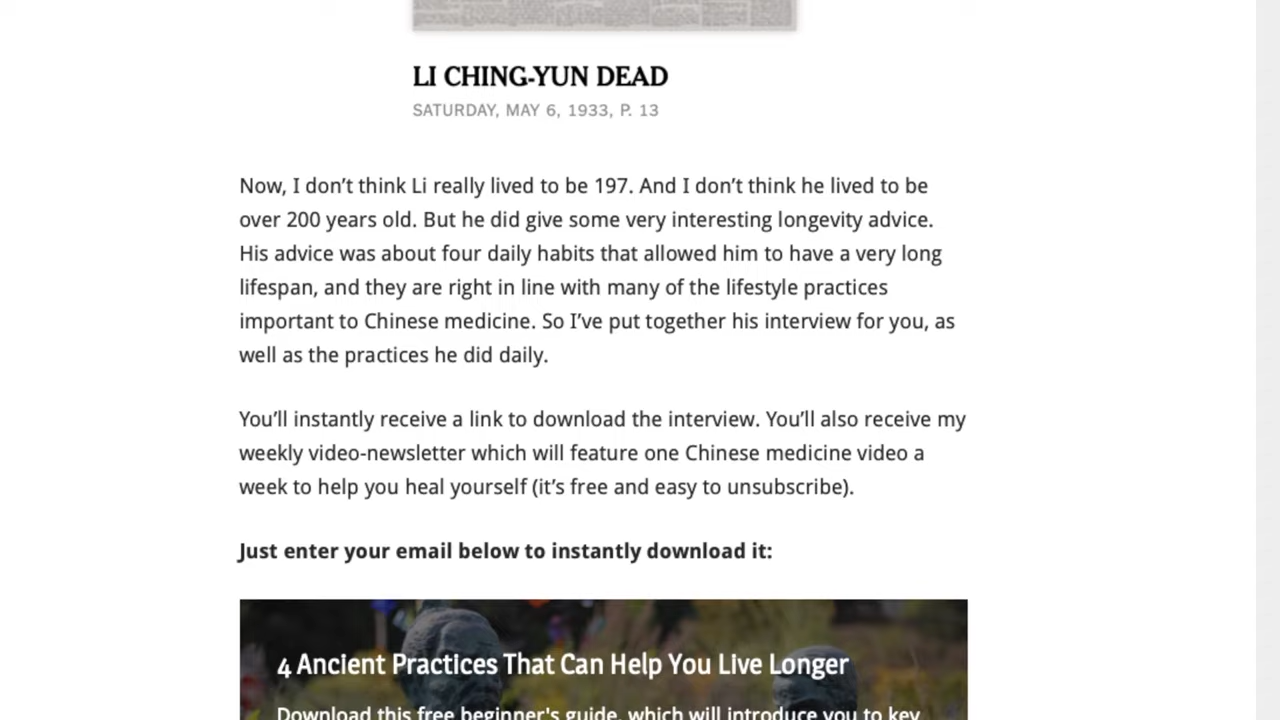 LI CHING-YUN DEAD
SATURDAY, MAY 6, 1933, P. 13
Now, I don’t think Li really lived to be 197. And I don’t think he lived to be
over 200 years old. But he did give some very interesting longevity advice.
His advice was about four daily habits that allowed him to have a very long
lifespan, and they are right in line with many of the lifestyle practices
important to Chinese medicine. So I’ve put together his interview for you, as
well as the practices he did daily.
You’ll instantly receive a link to download the interview. You’ll also receive my
weekly video-newsletter which will feature one Chinese medicine video a
week to help you heal yourself (it’s free and easy to unsubscribe).
Just enter your email below to instantly download it:
4 Ancient Practices That Can Help You Live Longer
Download this free beginner's guide, which will introduce you to key